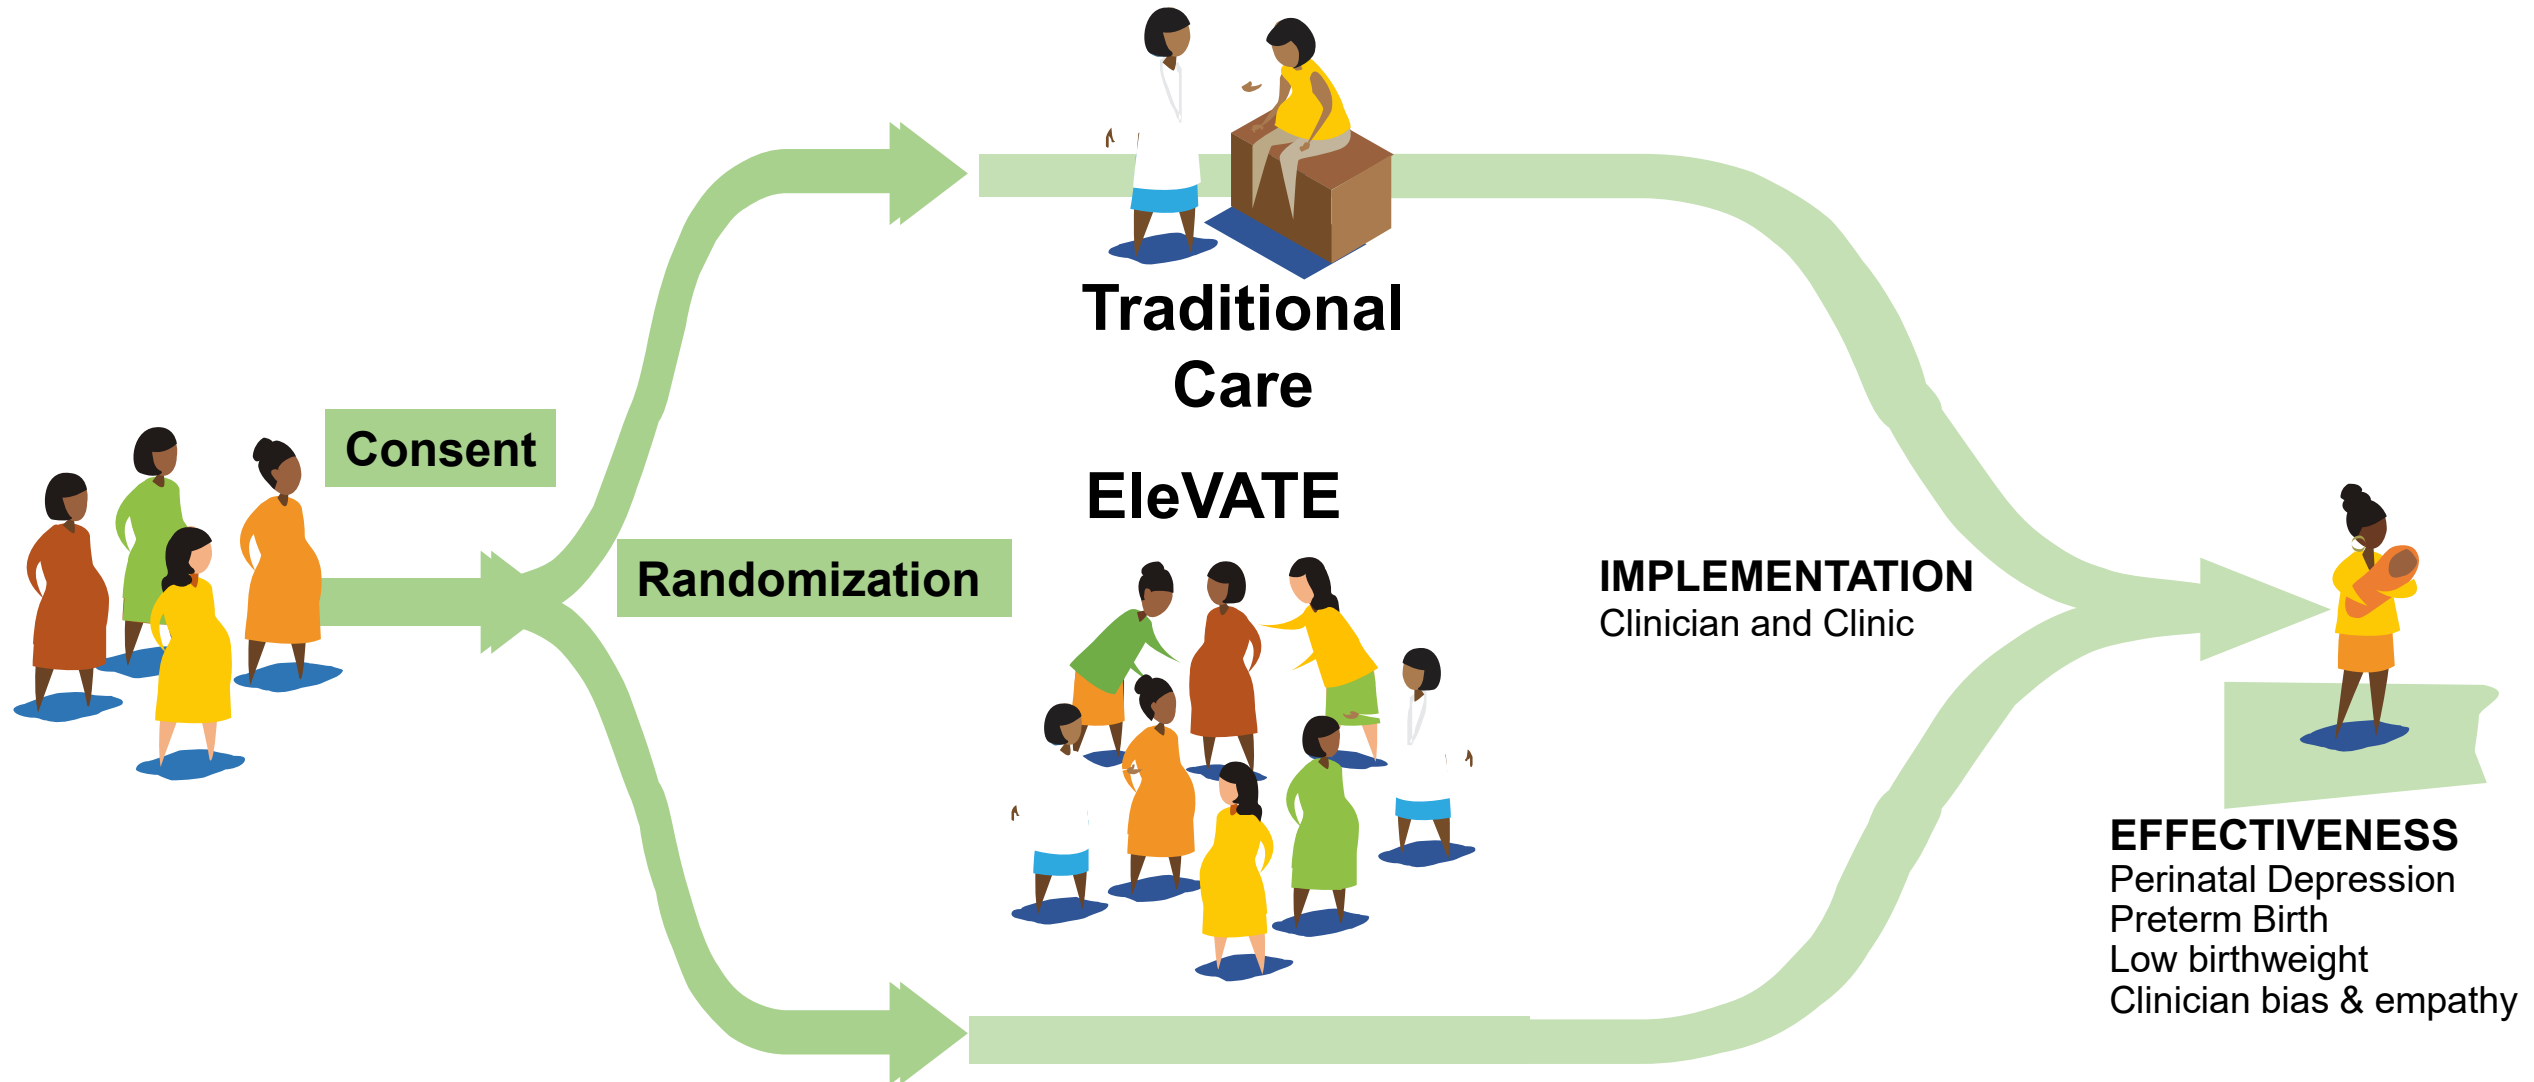 Consent
Randomization
Traditional
Care
EleVATE
IMPLEMENTATION
Clinician and Clinic
EFFECTIVENESS
Perinatal Depression
Preterm Birth
Low birthweight
Clinician bias & empathy